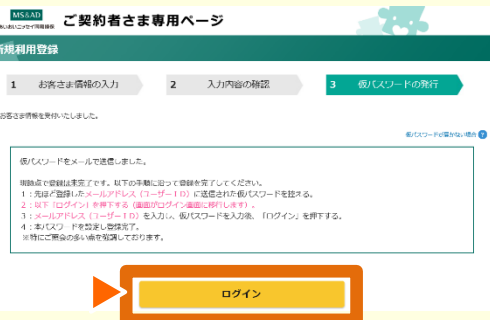 MS&AD
あいおいニッセイ同和損保
ご契約者さま専用ページ
新規利用登録
1 お客さま情報の入力
2 入力内容の確認
3 仮パスワードの発行
お客さま情報を受付いたしました。
仮パスワードが届かない場合 ?
仮パスワードをメールで送信しました。
現時点で登録は未完了です。以下の手順に沿って登録を完了してください。
1：先ほど登録したメールアドレス（ユーザーＩＤ）に送信された仮パスワードを控える。
2：以下「ログイン」を押下する（画面がログイン画面に移行します）。
3：メールアドレス（ユーザーＩＤ）を入力し、仮パスワードを入力後、「ログイン」を押下する。
4：本パスワードを設定し登録完了。
※特にご照会の多い点を強調しております。
ログイン